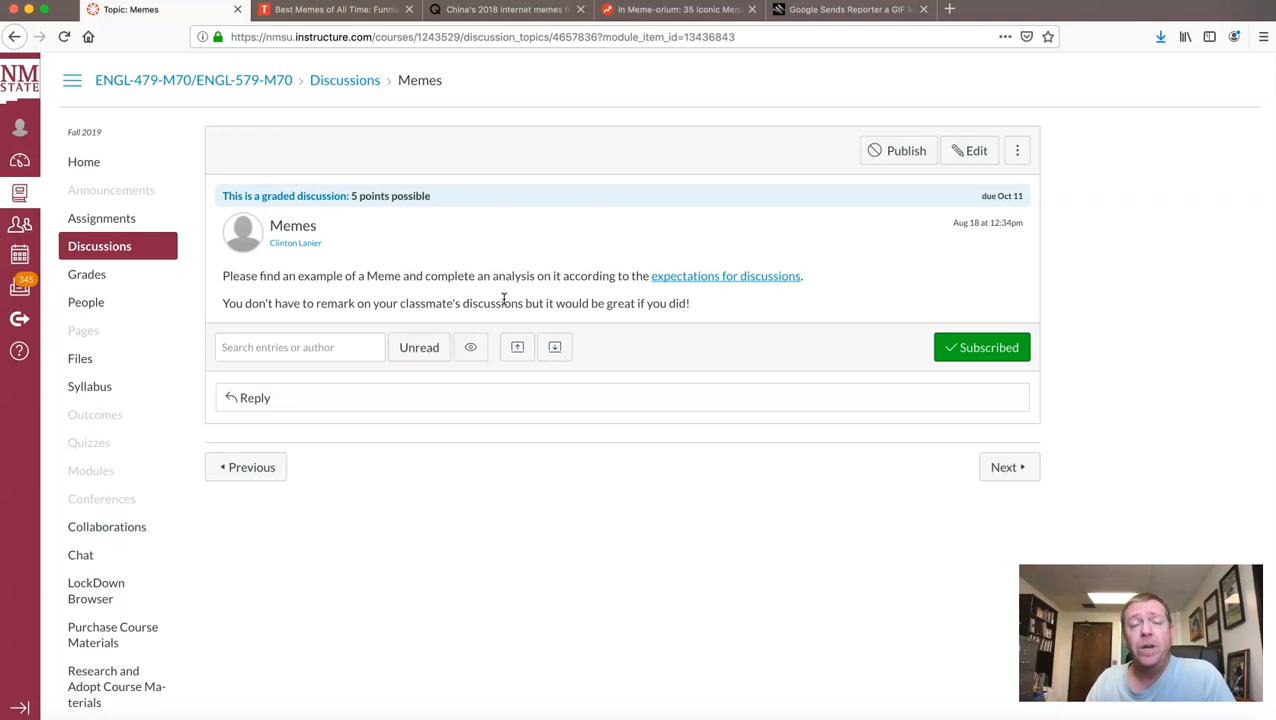 Topic: Memes
Best Memes of All Time: Funnie
China's 2018 internet memes f
In Meme-orium: 35 Iconic Mem
Google Sends Reporter a GIF I
https://nmsu.instructure.com/courses/1243529/discussion_topics/4657836?module_item_id=13436843
NM
STATE
ENGL-479-M70/ENGL-579-M70 › Discussions › Memes
Fall 2019
Home
Announcements
Assignments
Discussions
Grades
People
Pages
Files
Syllabus
Outcomes
Quizzes
Modules
Conferences
Collaborations
Chat
LockDown
Browser
Purchase Course
Materials
Research and
Adopt Course Ma-
terials
345
Publish
Edit
This is a graded discussion: 5 points possible
due Oct 11
Memes
Aug 18 at 12:34pm
Clinton Lanier
Please find an example of a Meme and complete an analysis on it according to the expectations for discussions.
You don't have to remark on your classmate's discussions but it would be great if you did!
Search entries or author
Unread
Subscribed
Reply
Previous
Next